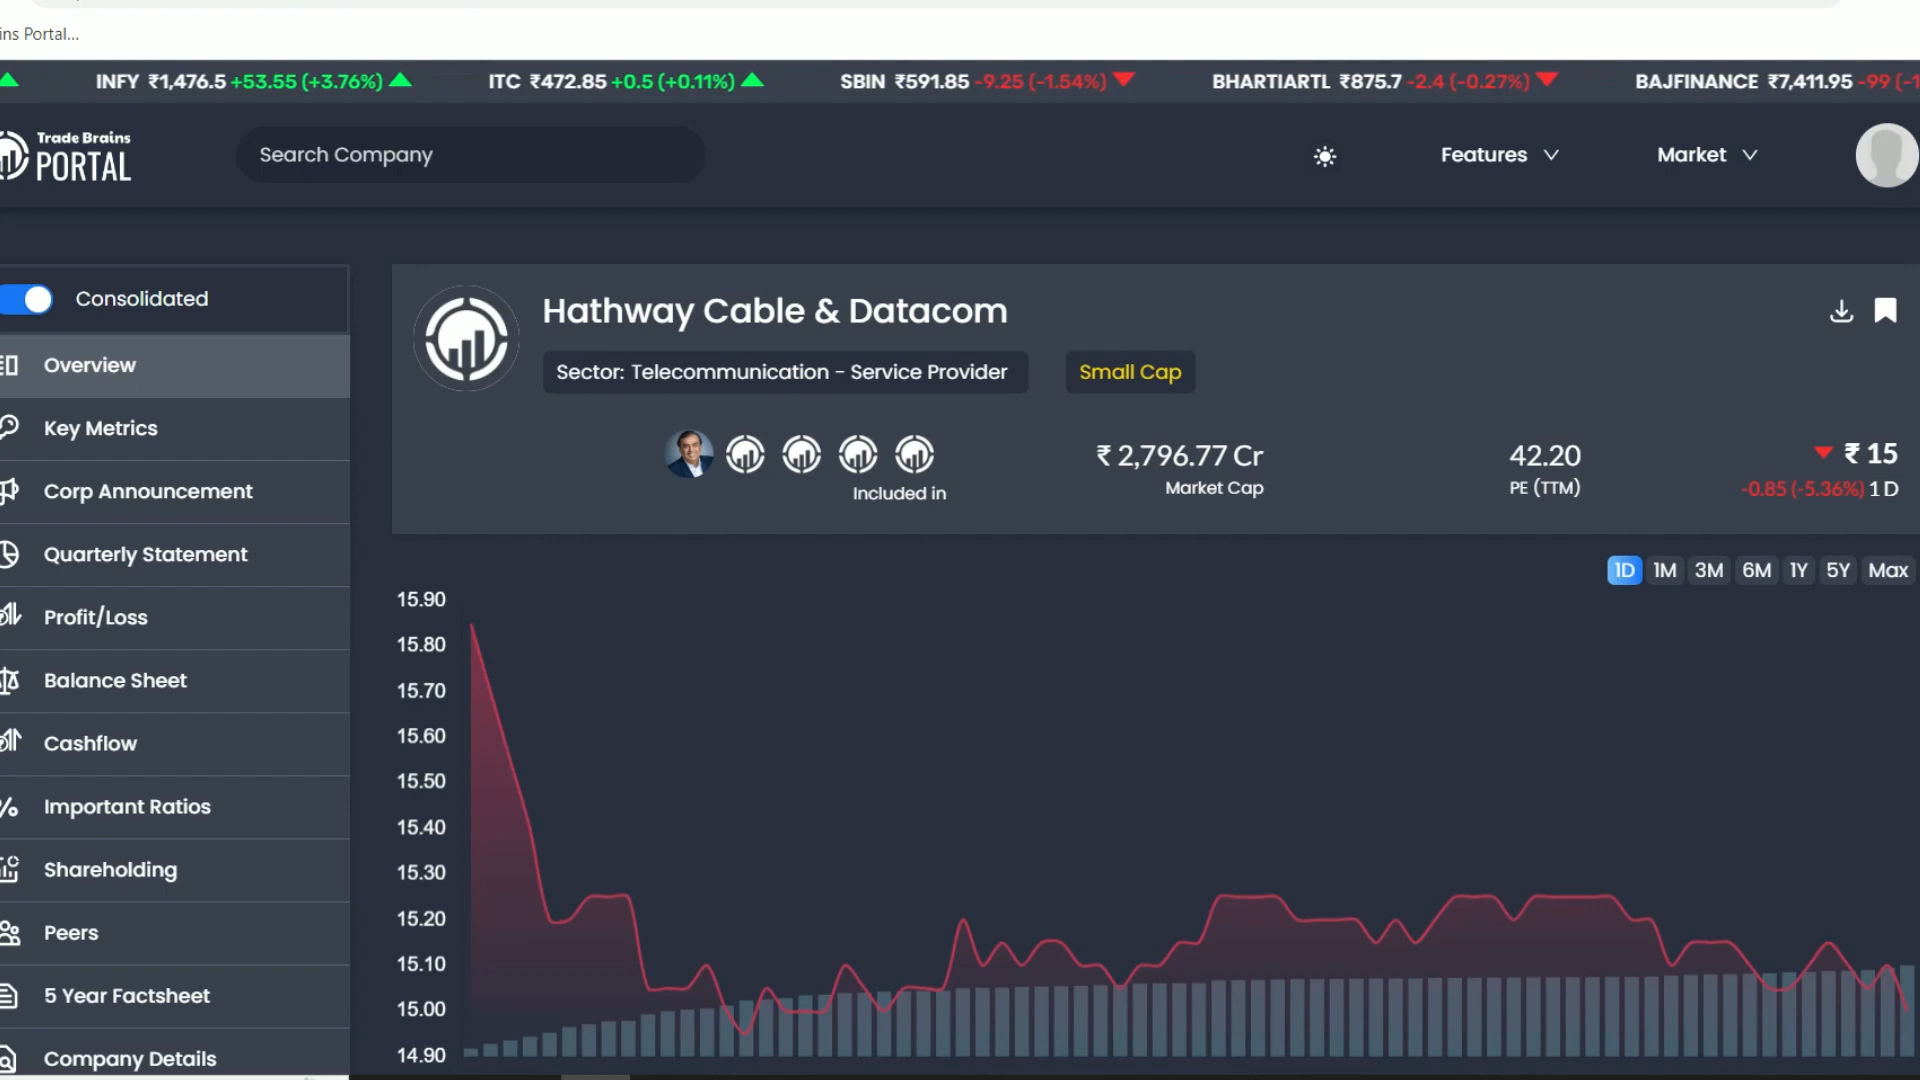 ins Portal...
INFY ₹1,476.5 +53.55 (+3.76%) ITC ₹472.85 +0.5 (+0.11%) SBIN ₹591.85 -9.25 (-1.54%) BHARTIARTL ₹875.7 -2.4 (-0.27%) BAJFINANCE ₹7,411.95 -99 (-1
Trade Brains
PORTAL
Search Company
Features
Market
Consolidated
Overview
Key Metrics
Corp Announcement
Quarterly Statement
Profit/Loss
Balance Sheet
Cashflow
Important Ratios
Shareholding
Peers
5 Year Factsheet
Company Details
Hathway Cable & Datacom
Sector: Telecommunication - Service Provider
Small Cap
Included in
₹ 2,796.77 Cr
Market Cap
42.20
PE (TTM)
₹ 15
-0.85 (-5.36%) 1 D
1D 1M 3M 6M 1Y 5Y Max
15.90
15.80
15.70
15.60
15.50
15.40
15.30
15.20
15.10
15.00
14.90